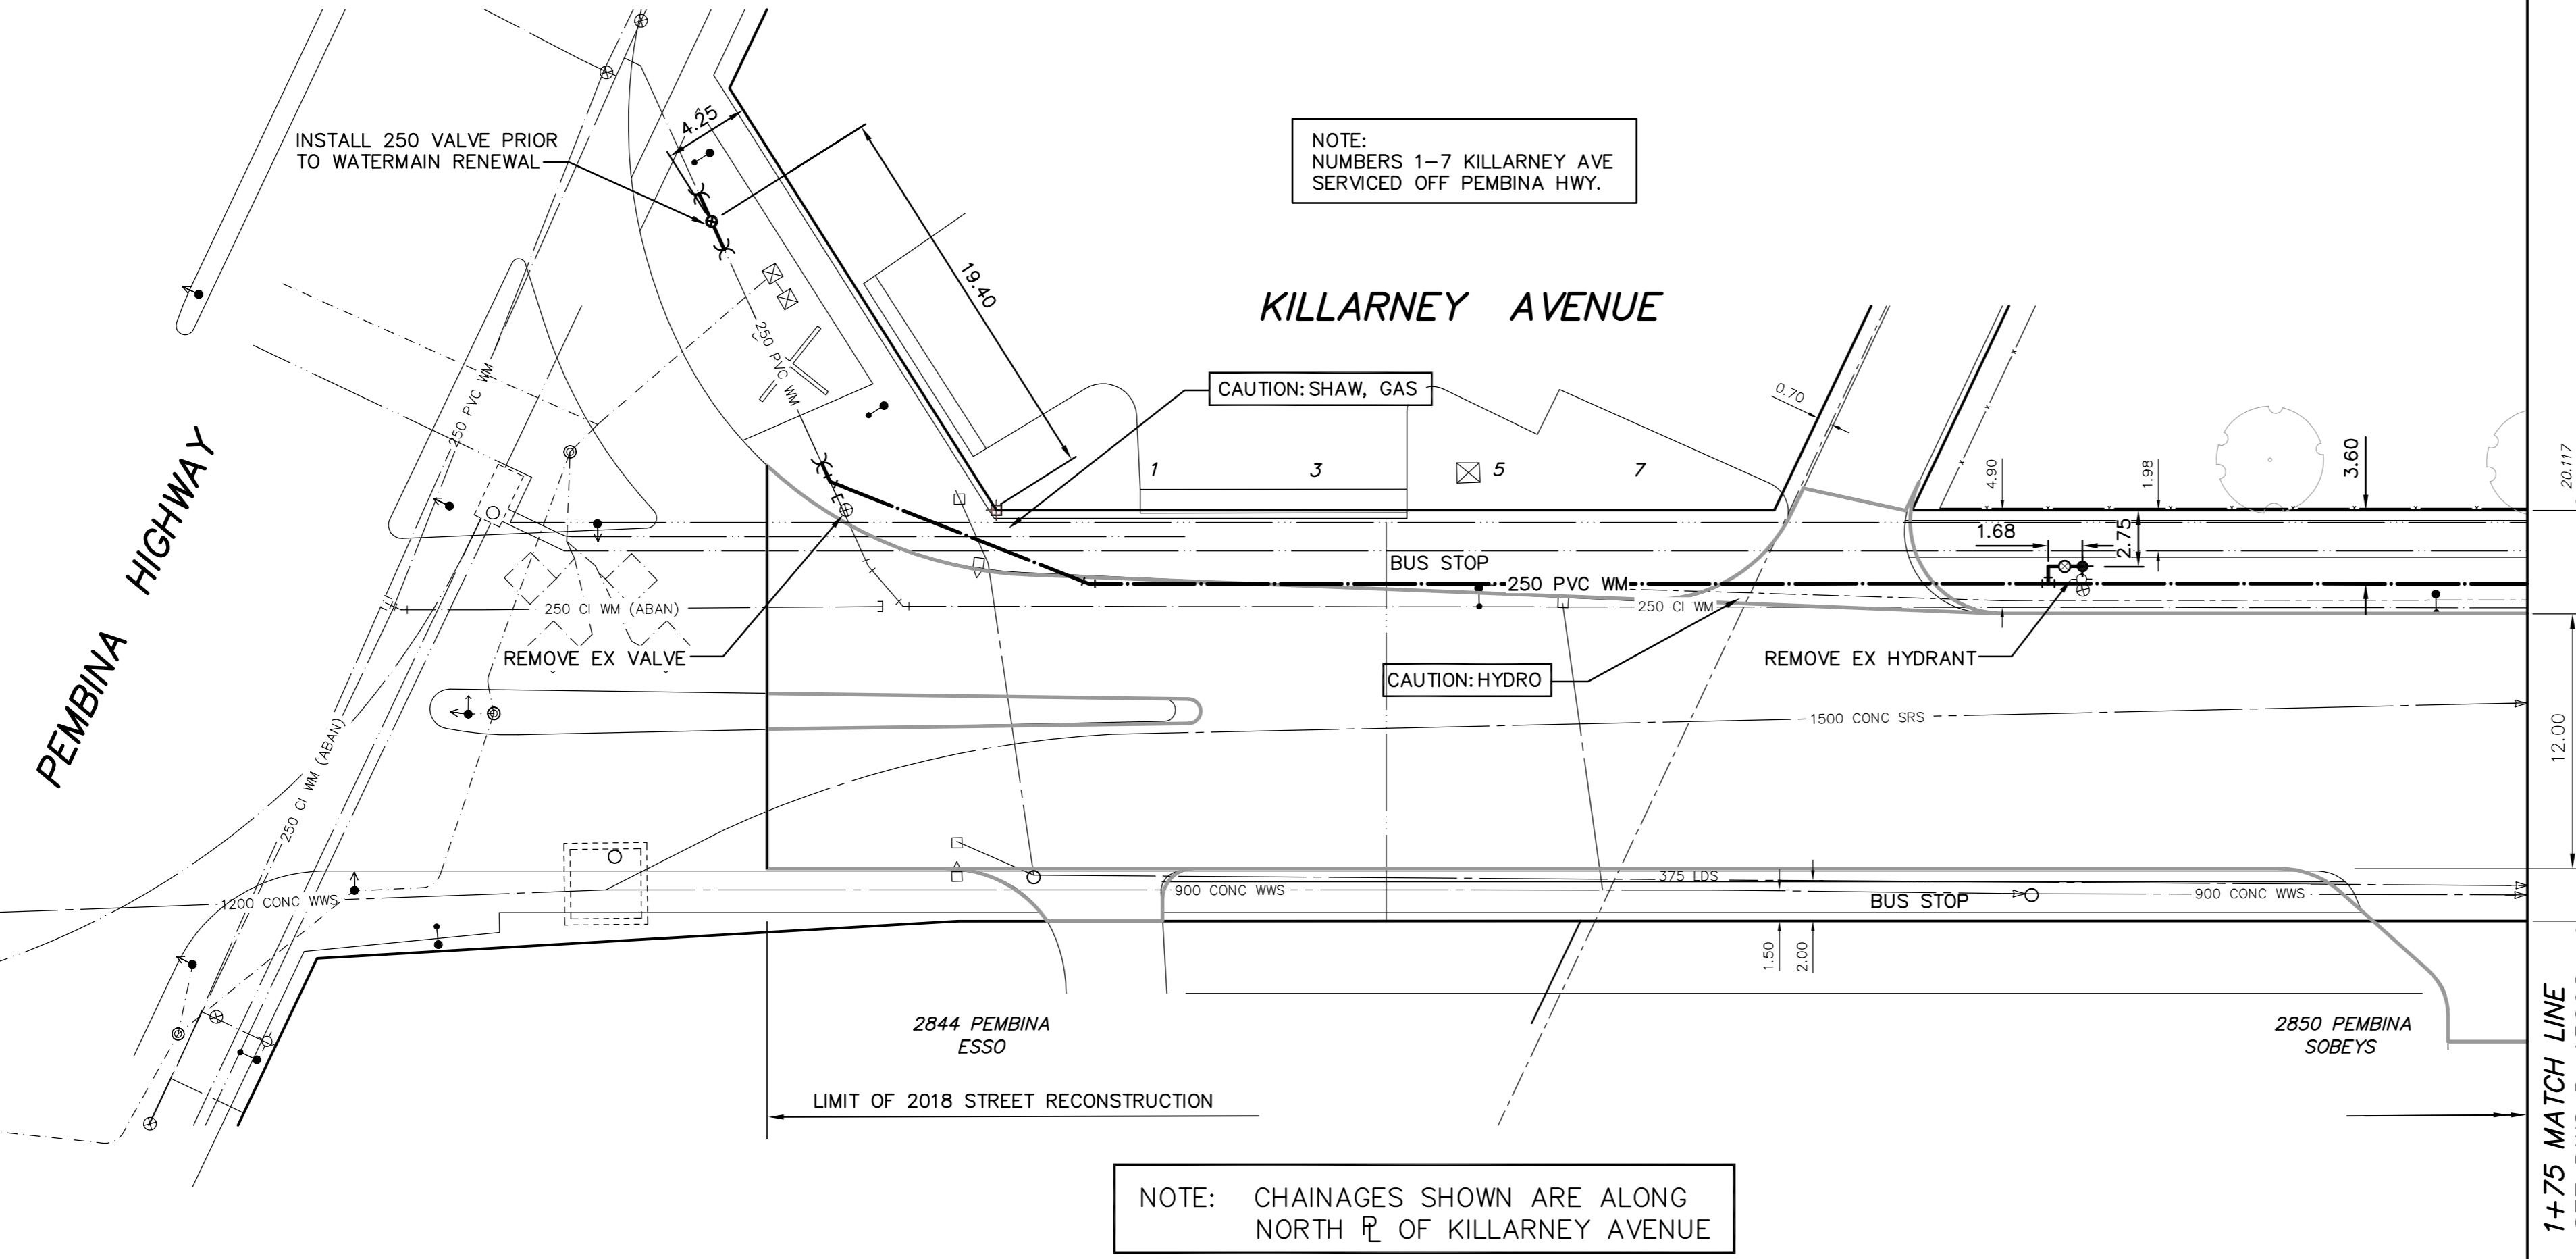 INSTALL 250 VALVE PRIOR
TO WATERMAIN RENEWAL
4.25
19.40
NOTE:
NUMBERS 1-7 KILLARNEY AVE
SERVICED OFF PEMBINA HWY.
KILLARNEY AVENUE
PEMBINA HIGHWAY
250 PVC WM
250 PVC WM
CAUTION: SHAW, GAS
0.70
1
3
5
7
4.90
1.98
3.60
20.117
1.68
2.75
BUS STOP
250 PVC WM
250 CI WM
250 CI WM (ABAN)
REMOVE EX VALVE
CAUTION: HYDRO
REMOVE EX HYDRANT
1500 CONC SRS
12.00
250 CI WM (ABAN)
1200 CONC WWS
900 CONC WWS
375 LDS
BUS STOP
900 CONC WWS
1.50
2.00
2844 PEMBINA
ESSO
2850 PEMBINA
SOBEYS
LIMIT OF 2018 STREET RECONSTRUCTION
1+75 MATCH LINE
NOTE: CHAINAGES SHOWN ARE ALONG
NORTH PL OF KILLARNEY AVENUE